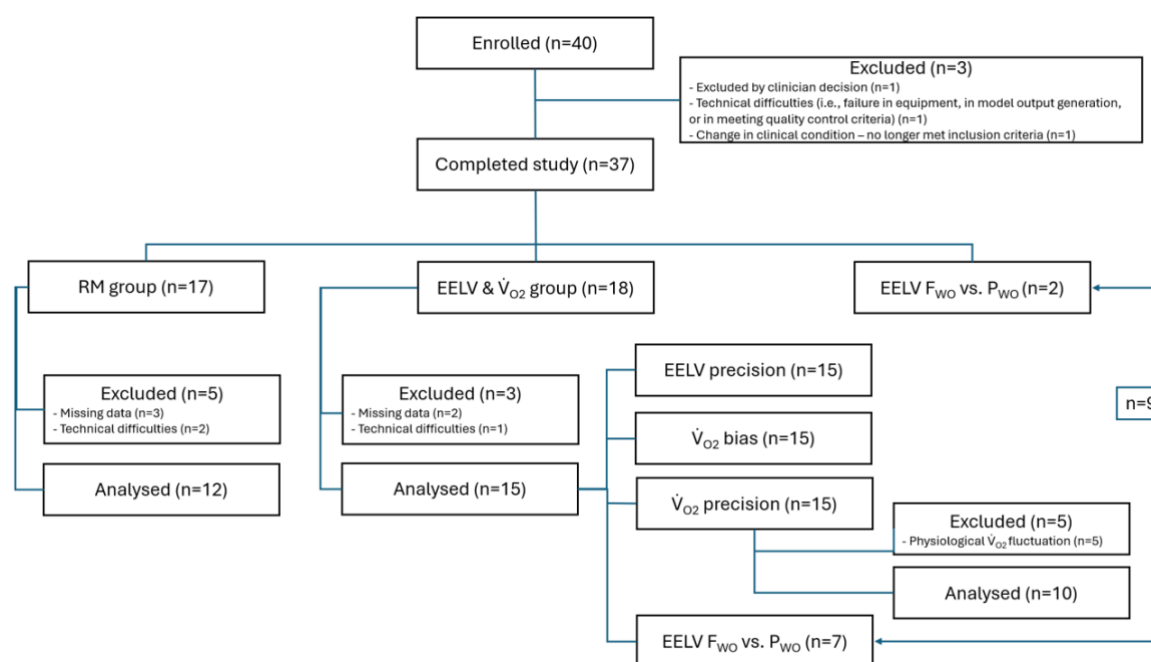 Enrolled (n=40)
Excluded (n=3)
- Excluded by clinician decision (n=1)
- Technical difficulties (i.e., failure in equipment, in model output generation,
or in meeting quality control criteria) (n=1)
- Change in clinical condition – no longer met inclusion criteria (n=1)
Completed study (n=37)
RM group (n=17)
EELV & V̇O2 group (n=18)
EELV FWO vs. PWO (n=2)
Excluded (n=5)
- Missing data (n=3)
- Technical difficulties (n=2)
Excluded (n=3)
- Missing data (n=2)
- Technical difficulties (n=1)
EELV precision (n=15)
n=9
V̇O2 bias (n=15)
Analysed (n=12)
Analysed (n=15)
V̇O2 precision (n=15)
Excluded (n=5)
- Physiological V̇O2 fluctuation (n=5)
Analysed (n=10)
EELV FWO vs. PWO (n=7)